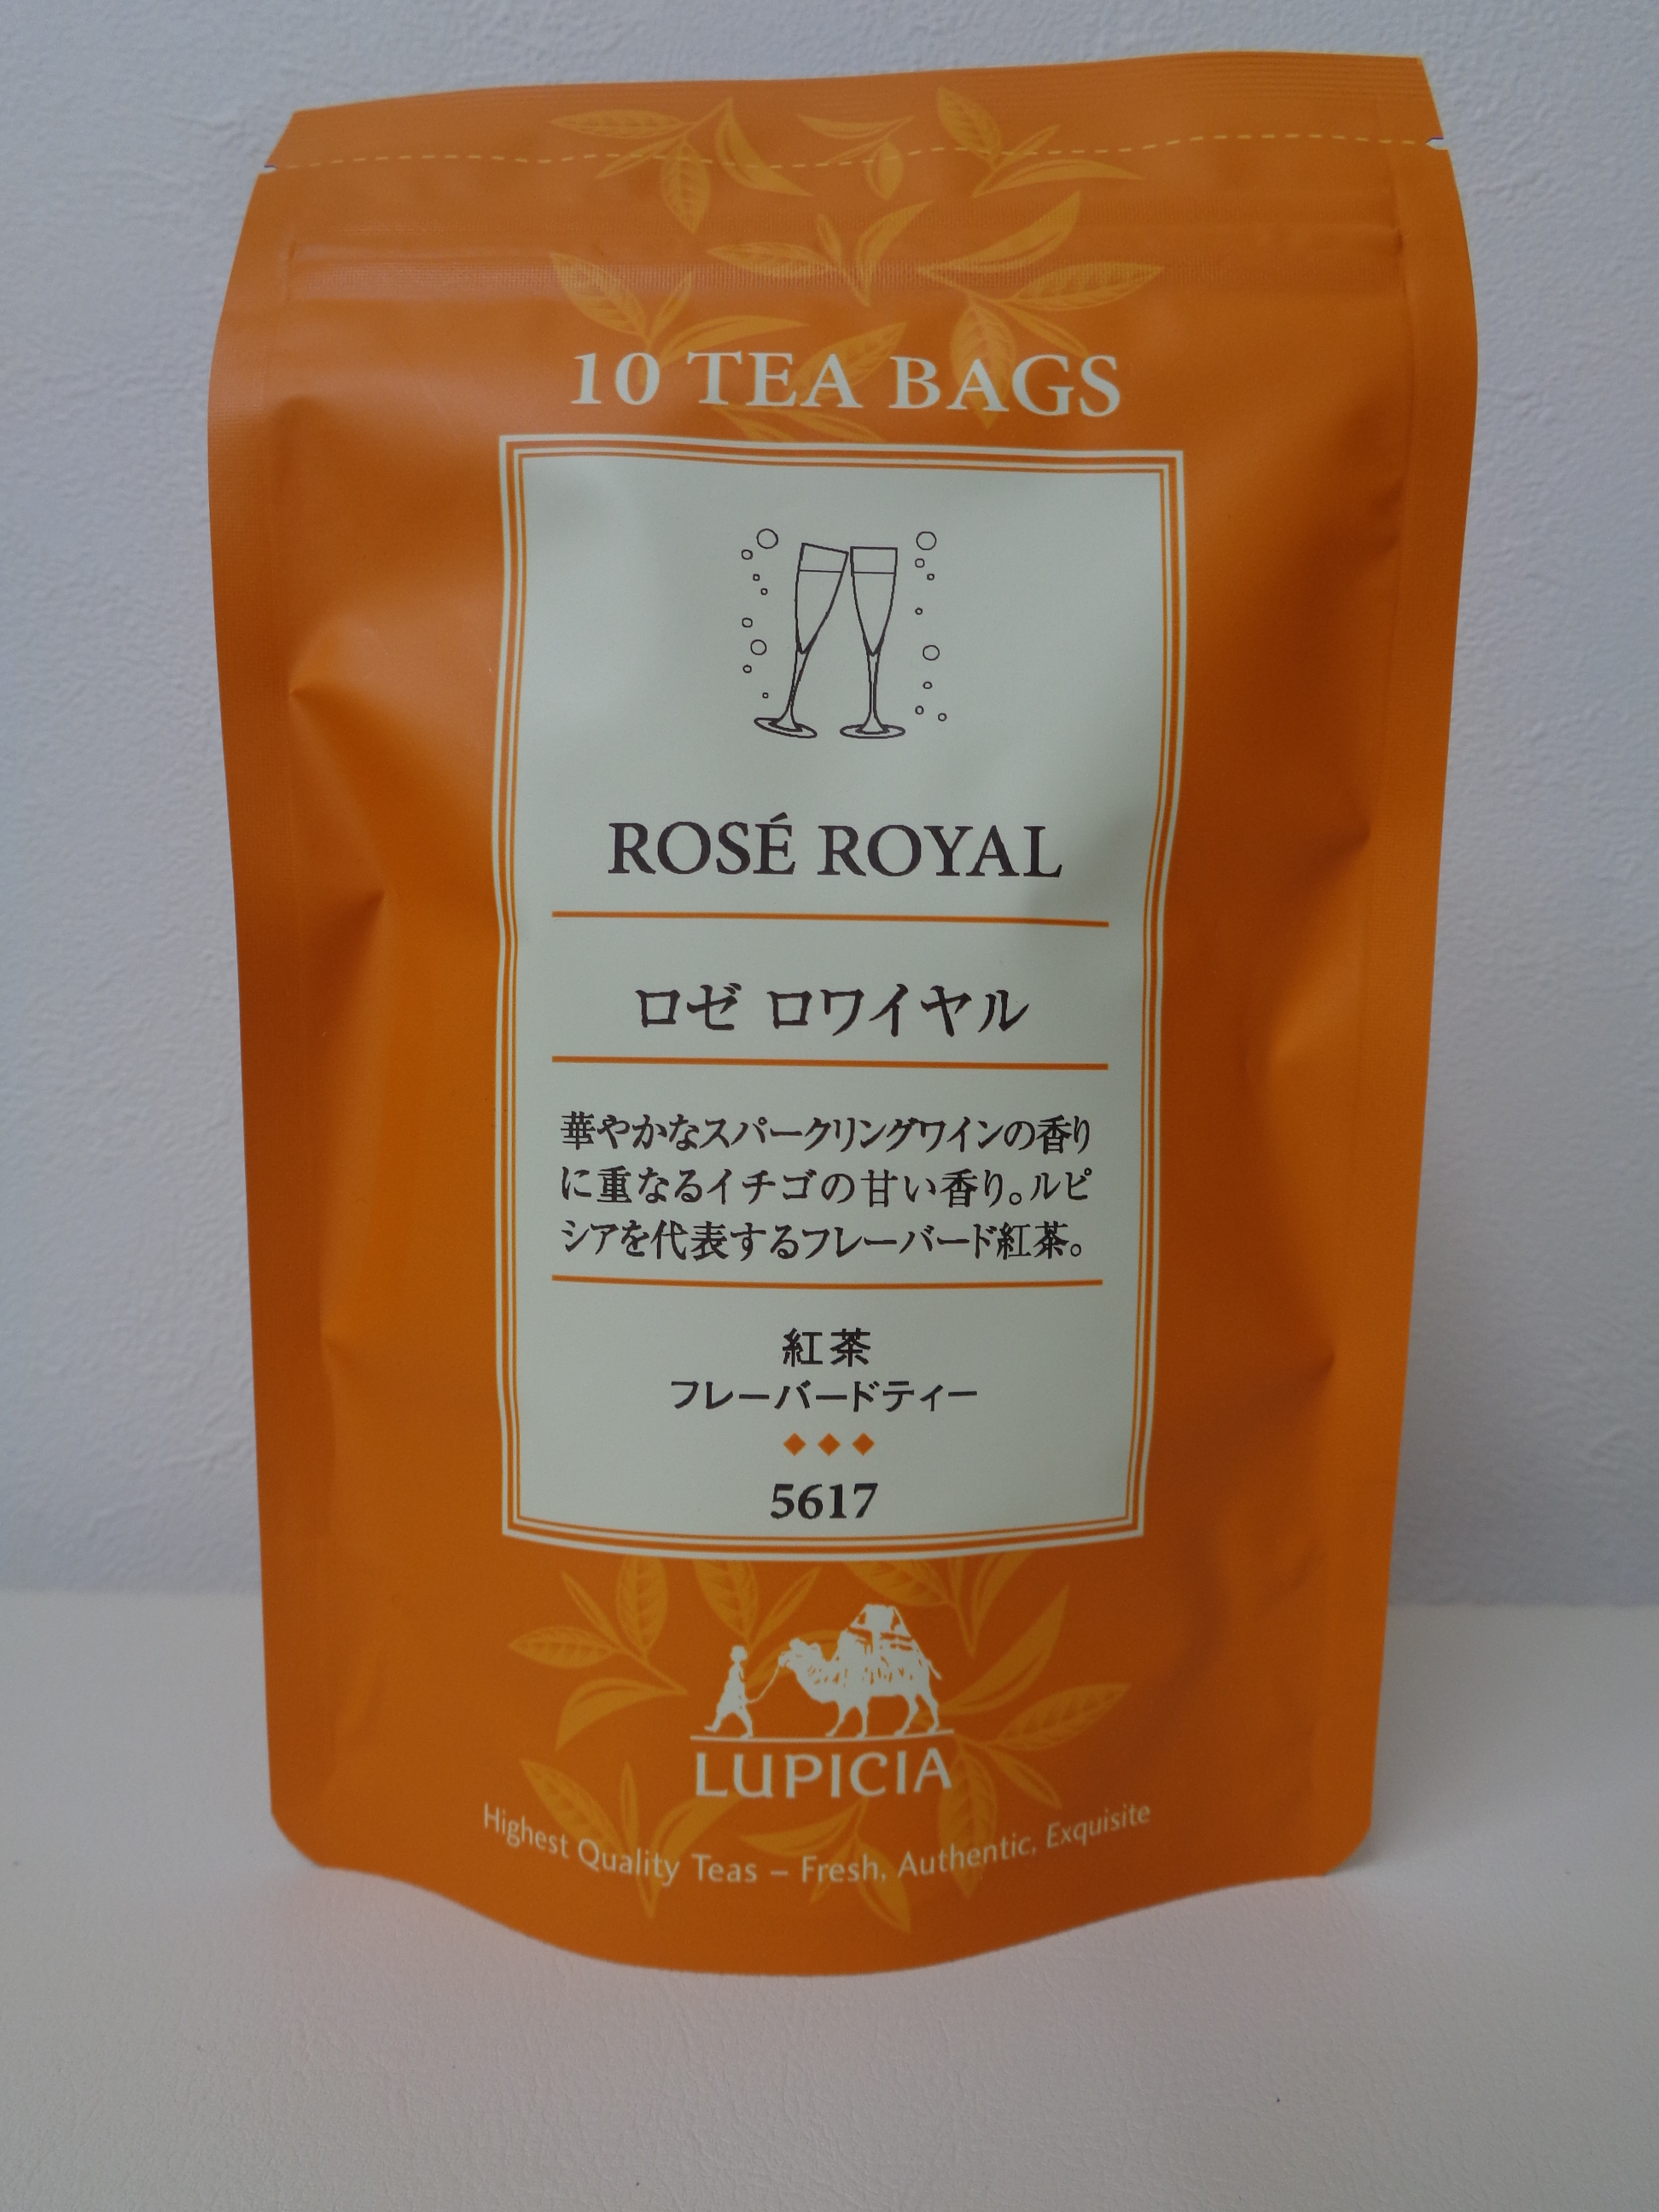 10 TEA BAGS
ROSÉ ROYAL
ロゼ ロワイヤル
華やかなスパークリングワインの香り
に重なるイチゴの甘い香り。ルピ
シアを代表するフレーバード紅茶。
紅茶
フレーバードティー
5617
LUPICIA
Highest Quality Teas – Fresh, Authentic, Exquisite